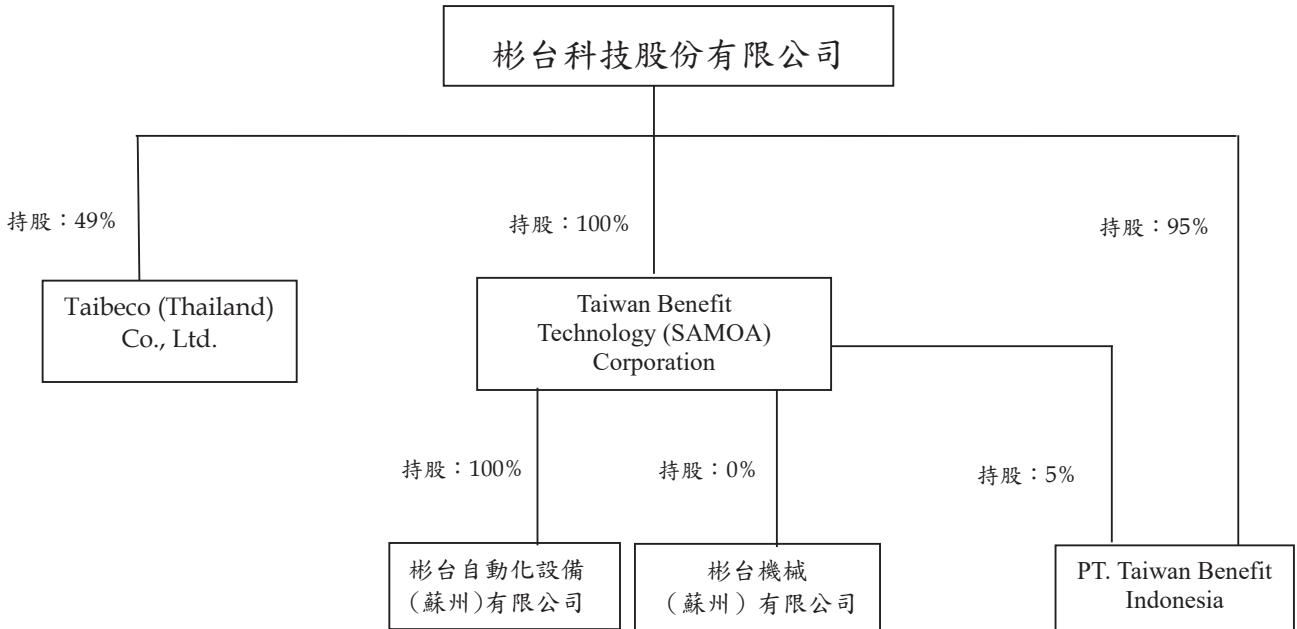 彬台科技股份有限公司
持股：49%
持股：100%
持股：95%
Taibeco (Thailand)
Co., Ltd.
Taiwan Benefit
Technology (SAMOA)
Corporation
持股：100%
持股：0%
持股：5%
彬台自動化設備
（蘇州）有限公司
彬台機械
（蘇州）有限公司
PT. Taiwan Benefit
Indonesia